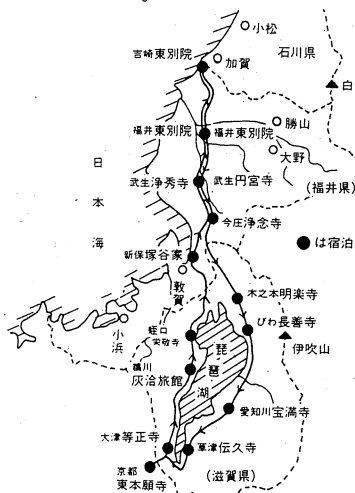 小松
石川県
吉崎東別院
加賀
白
福井東別院
福井東別院
勝山
大野
日本海
武生浄秀寺
武生円宮寺
(福井県)
今庄浄念寺
●は宿泊
新保塚谷家
敦賀
木之本明楽寺
小浜
蛭口栄敬寺
びわ長善寺
伊吹山
琵琶湖
灰治旅館
愛知川宝満寺
大津等正寺
草津伝久寺
京都東本願寺
(滋賀県)